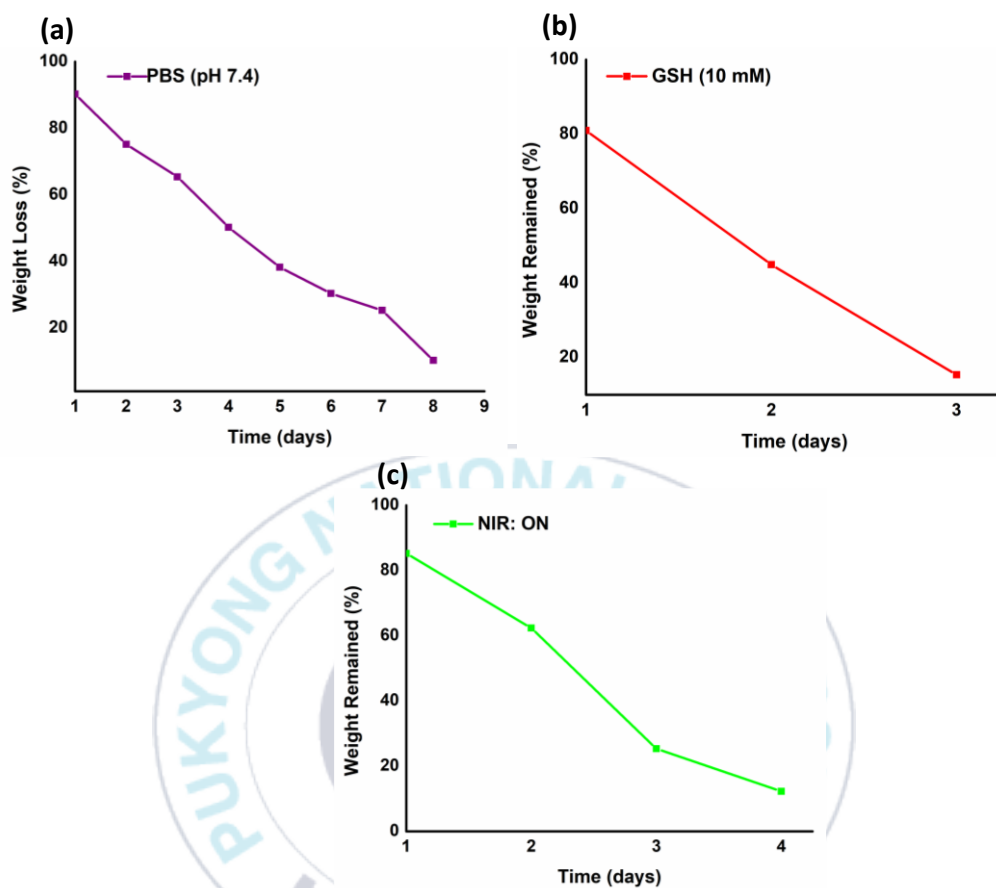 (a)
PBS (pH 7.4)
100
80
60
40
20
Weight Loss (%)
1 2 3 4 5 6 7 8 9
Time (days)
(b)
GSH (10 mM)
100
80
60
40
20
Weight Remained (%)
1 2 3
Time (days)
(c)
NIR: ON
100
80
60
40
20
0
Weight Remained (%)
1 2 3 4
Time (days)
PUKYONG NATIONAL